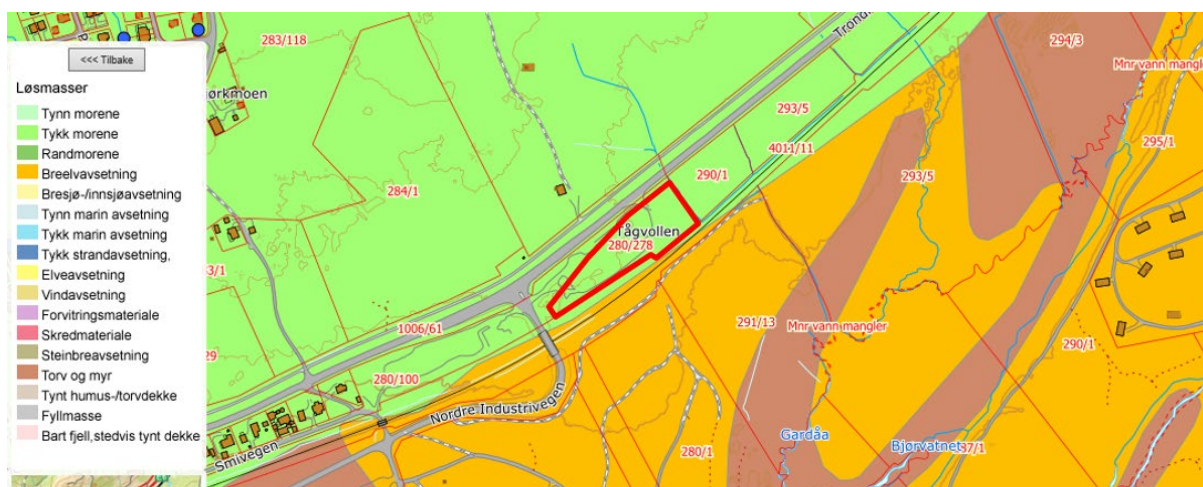 <<< Tilbake
Løsmasser
Tynn morene
Tykk morene
Randmorene
Breelvavsetning
Bresjø-/innsjøavsetning
Tynn marin avsetning
Tykk marin avsetning
Tykk strandavsetning,
Elveavsetning
Vindavsetning
Forvitringsmateriale
Skredmateriale
Steinbreavsetning
Torv og myr
Tynt humus-/torvdekke
Fyllmasse
Bart fjell,stedvis tynt dekke
283/118
294/3
Mnr vann mangler
293/5
295/1
4011/11
290/1
293/5
284/1
Tågvollen
280/278
1006/61
291/13
Mnr vann mangler
290/1
280/100
Nordre Industrivegen
Smivegen
Gardåa
280/1
Bjørvatnet